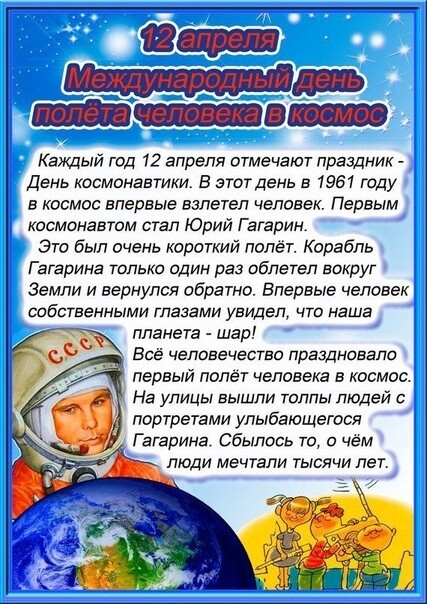 12 апреля
Международный день
полёта человека в космос
Каждый год 12 апреля отмечают праздник -
День космонавтики. В этот день в 1961 году
в космос впервые взлетел человек. Первым
космонавтом стал Юрий Гагарин.
Это был очень короткий полёт. Корабль
Гагарина только один раз облетел вокруг
Земли и вернулся обратно. Впервые человек
собственными глазами увидел, что наша
планета - шар!
Всё человечество праздновало
первый полёт человека в космос.
На улицы вышли толпы людей с
портретами улыбающегося
Гагарина. Сбылось то, о чём
люди мечтали тысячи лет.
СССР